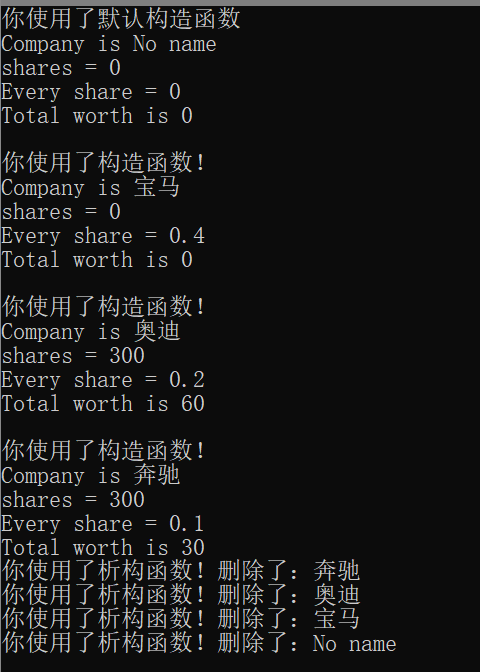 你使用了默认构造函数
Company is No name
shares = 0
Every share = 0
Total worth is 0
你使用了构造函数！
Company is 宝马
shares = 0
Every share = 0.4
Total worth is 0
你使用了构造函数！
Company is 奥迪
shares = 300
Every share = 0.2
Total worth is 60
你使用了构造函数！
Company is 奔驰
shares = 300
Every share = 0.1
Total worth is 30
你使用了析构函数！删除了：奔驰
你使用了析构函数！删除了：奥迪
你使用了析构函数！删除了：宝马
你使用了析构函数！删除了：No name